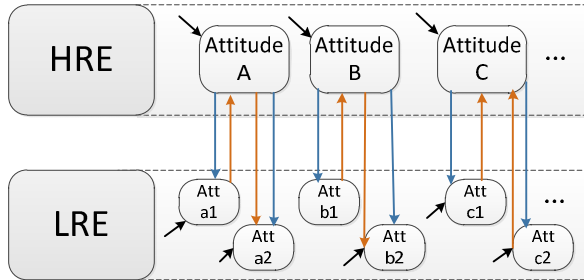 HRE
Attitude
A
Attitude
B
Attitude
C
...
LRE
Att
a1
Att
a2
Att
b1
Att
b2
Att
c1
Att
c2
...